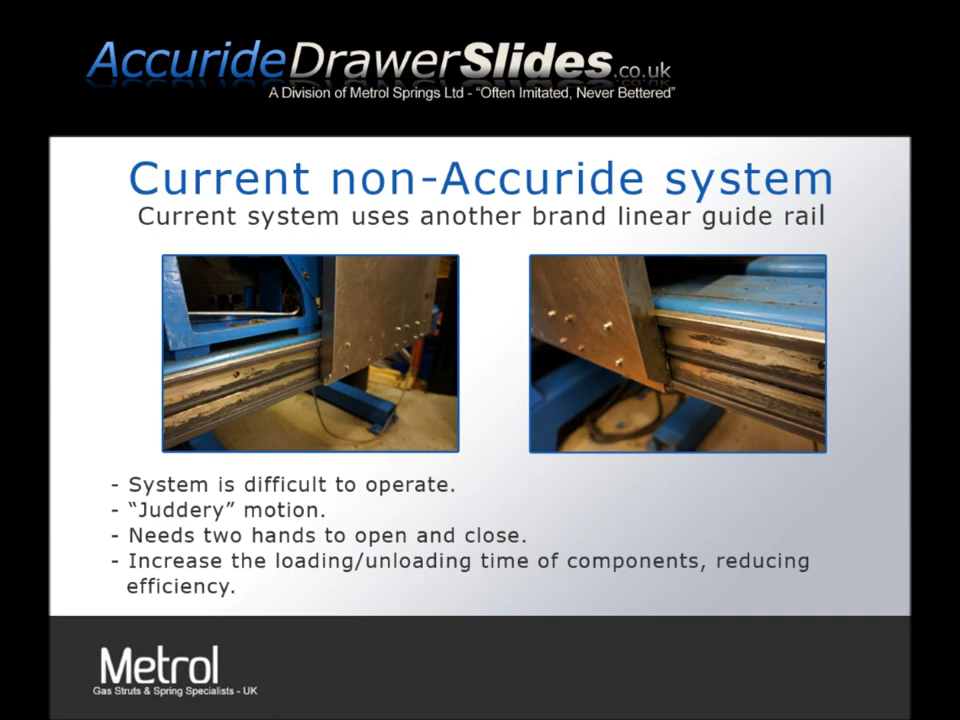 AccurideDrawerSlides.co.uk
A Division of Metrol Springs Ltd - "Often Imitated, Never Bettered"
Current non-Accuride system
Current system uses another brand linear guide rail
- System is difficult to operate.
- “Juddery” motion.
- Needs two hands to open and close.
- Increase the loading/unloading time of components, reducing
efficiency.
Metrol
Gas Struts & Spring Specialists - UK